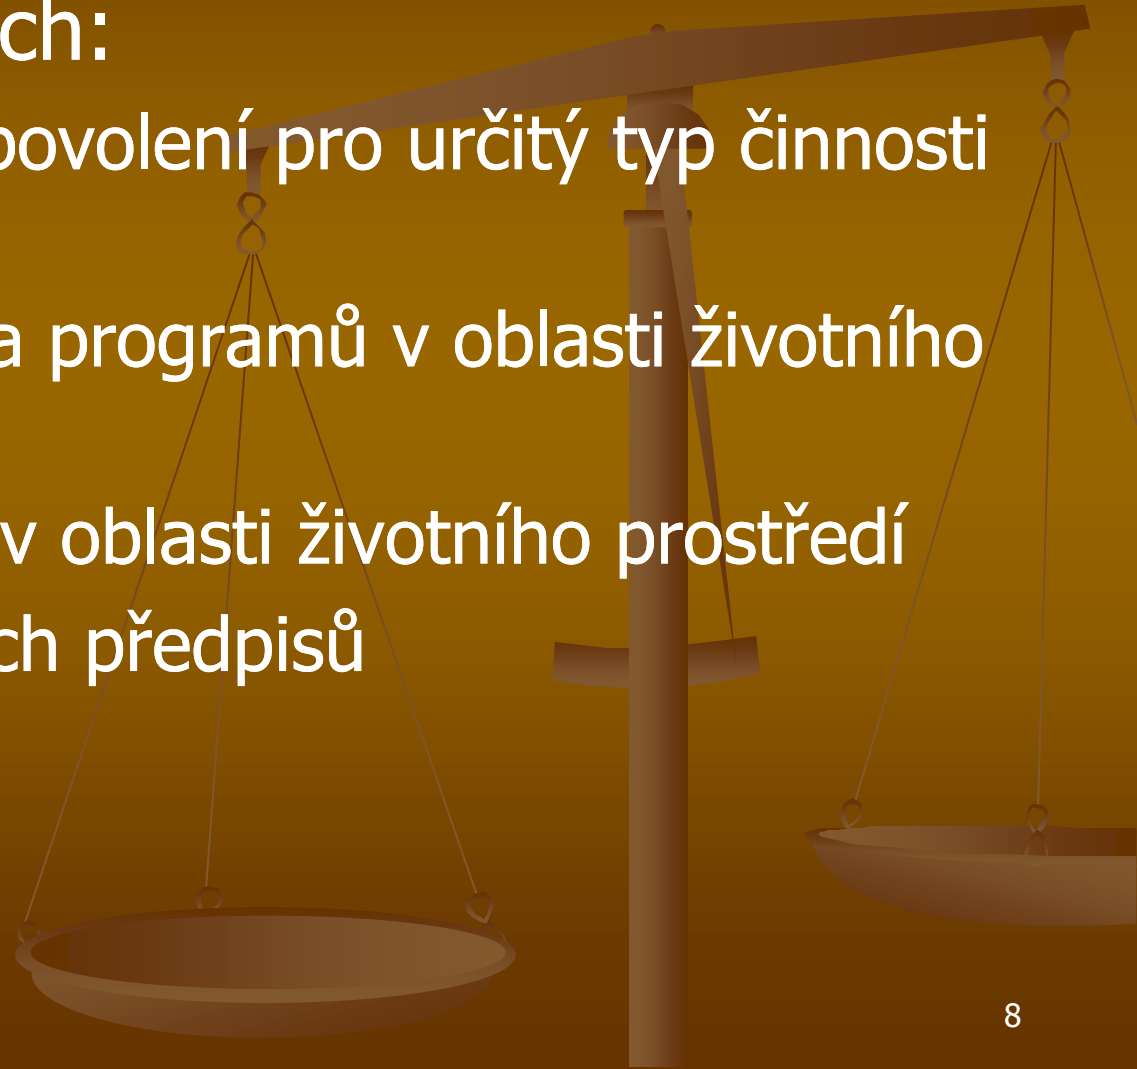 ch:
povolení pro určitý typ činnosti
a programů v oblasti životního
v oblasti životního prostředí
ch předpisů
8